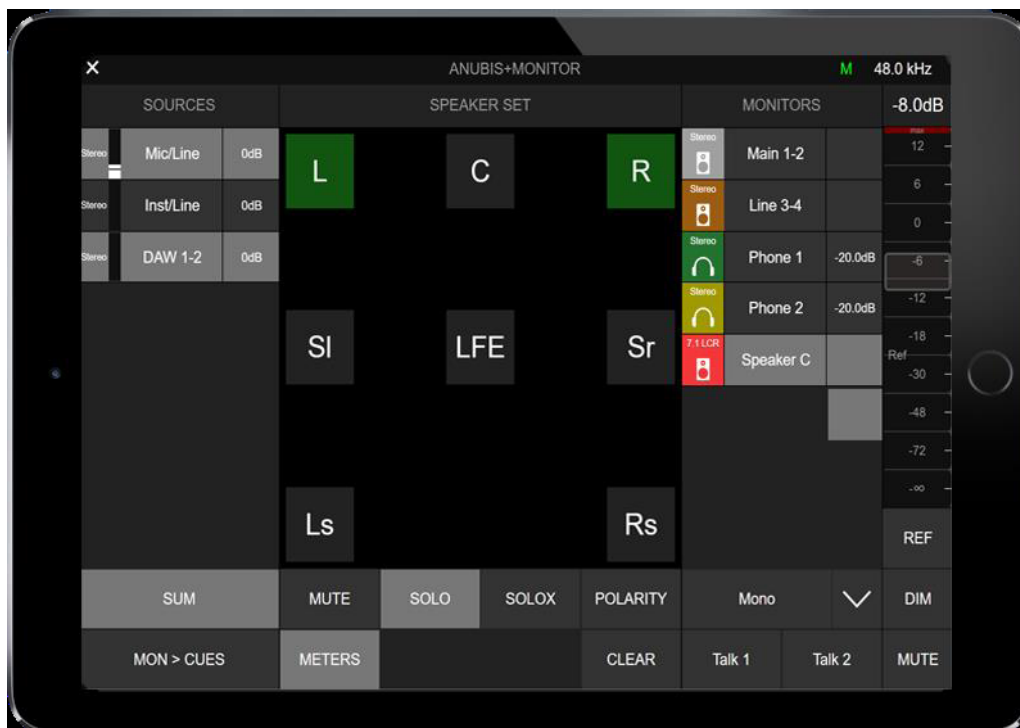 ANUBIS+MONITOR
M
48.0 kHz
SOURCES
SPEAKER SET
MONITORS
-8.0dB
Stereo
Mic/Line
0dB
Stereo
Inst/Line
0dB
Stereo
DAW 1-2
0dB
L
C
R
Sl
LFE
Sr
Ls
Rs
Stereo
Main 1-2
Stereo
Line 3-4
Stereo
Phone 1
-20.0dB
Stereo
Phone 2
-20.0dB
7.1 LCR
Speaker C
max
12
6
0
-6
-12
-18
Ref
-30
-48
-72
-∞
REF
SUM
MUTE
SOLO
SOLOX
POLARITY
Mono
DIM
MON > CUES
METERS
CLEAR
Talk 1
Talk 2
MUTE